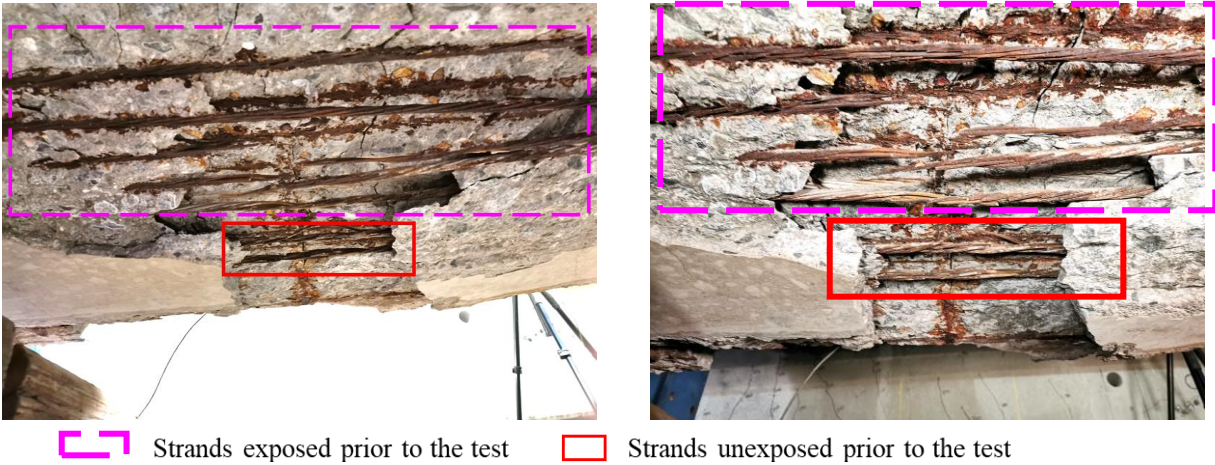 Strands exposed prior to the test
Strands unexposed prior to the test